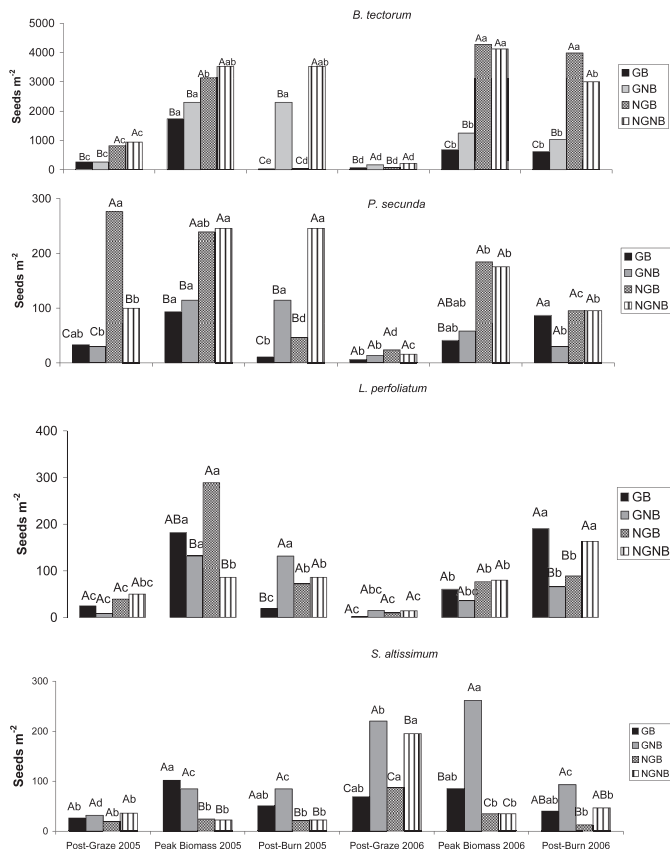 B. tectorum
Seeds m-2
5000
4000
3000
2000
1000
0
Bc Bc Ac Ac
Ba Ba Ab Aab
Ce Ba Cd Aab
Bd Ad Bd Ad
Cb Bb Aa Aa
Cb Bb Aa Ab
GB
GNB
NGB
NGNB
P. secunda
Seeds m-2
300
200
100
0
Cab Cb Aa Bb
Ba Ba Aab Aa
Cb Ba Bd Aa
Ab Ab Ad Ac
Bab ABab Ab Ab
Aa Ab Ac Ab
GB
GNB
NGB
NGNB
L. perfoliatum
Seeds m-2
400
300
200
100
0
Ac Ac Ac Abc
ABa Ba Aa Bb
Bc Aa Ab Ab
Ac Abc Ac Ac
Ab Abc Ab Ab
Aa Bb Bb Aa
GB
GNB
NGB
NGNB
S. altissimum
Seeds m-2
300
200
100
0
Ab Ad Ab Ab
Aa Ac Bb Bb
Aab Ac Bb Bb
Cab Ab Ca Ba
Bab Aa Cb Cb
ABab Ac Bb ABb
GB
GNB
NGB
NGNB
Post-Graze 2005
Peak Biomass 2005
Post-Burn 2005
Post-Graze 2006
Peak Biomass 2006
Post-Burn 2006